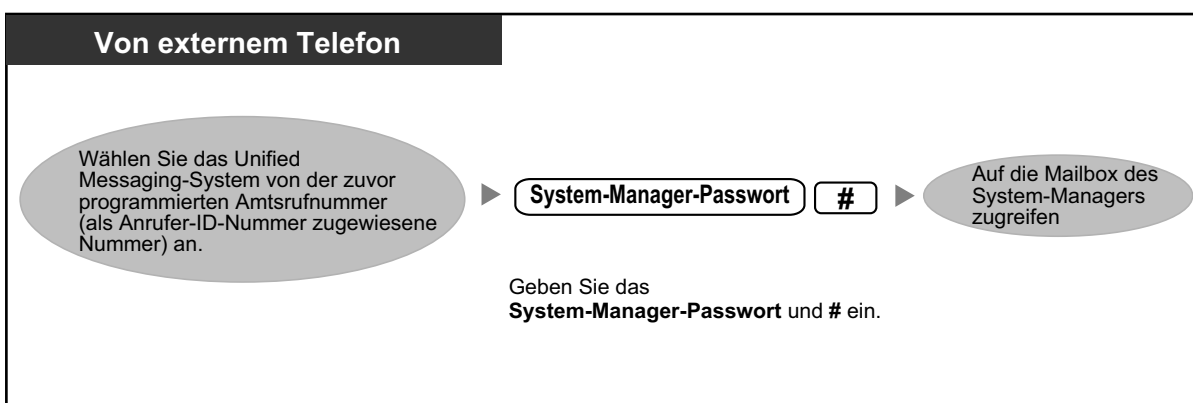 Von externem Telefon
Wählen Sie das Unified
Messaging-System von der zuvor
programmierten Amtsrufnummer
(als Anrufer-ID-Nummer zugewiesene
Nummer) an.
System-Manager-Passwort #
Auf die Mailbox des
System-Managers
zugreifen
Geben Sie das
System-Manager-Passwort und # ein.